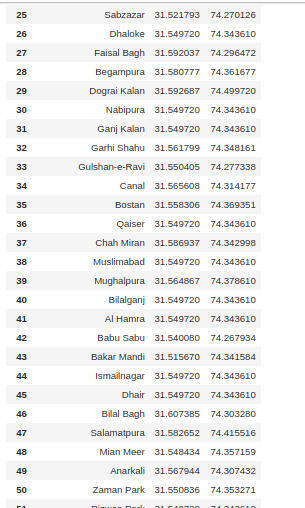 25 Sabzazar 31.521793 74.270126
26 Dhaloke 31.549720 74.343610
27 Faisal Bagh 31.592037 74.296472
28 Begampura 31.580777 74.361677
29 Dograi Kalan 31.592687 74.499720
30 Nabipura 31.549720 74.343610
31 Ganj Kalan 31.549720 74.343610
32 Garhi Shahu 31.561799 74.348161
33 Gulshan-e-Ravi 31.550405 74.277338
34 Canal 31.565608 74.314177
35 Bostan 31.558306 74.369351
36 Qaiser 31.549720 74.343610
37 Chah Miran 31.586937 74.342998
38 Muslimabad 31.549720 74.343610
39 Mughalpura 31.564867 74.378610
40 Bilalganj 31.549720 74.343610
41 Al Hamra 31.549720 74.343610
42 Babu Sabu 31.540080 74.267934
43 Bakar Mandi 31.515670 74.341584
44 Ismailnagar 31.549720 74.343610
45 Dhair 31.549720 74.343610
46 Bilal Bagh 31.607385 74.303280
47 Salamatpura 31.582652 74.415516
48 Mian Meer 31.548434 74.357159
49 Anarkali 31.567944 74.307432
50 Zaman Park 31.550836 74.353271